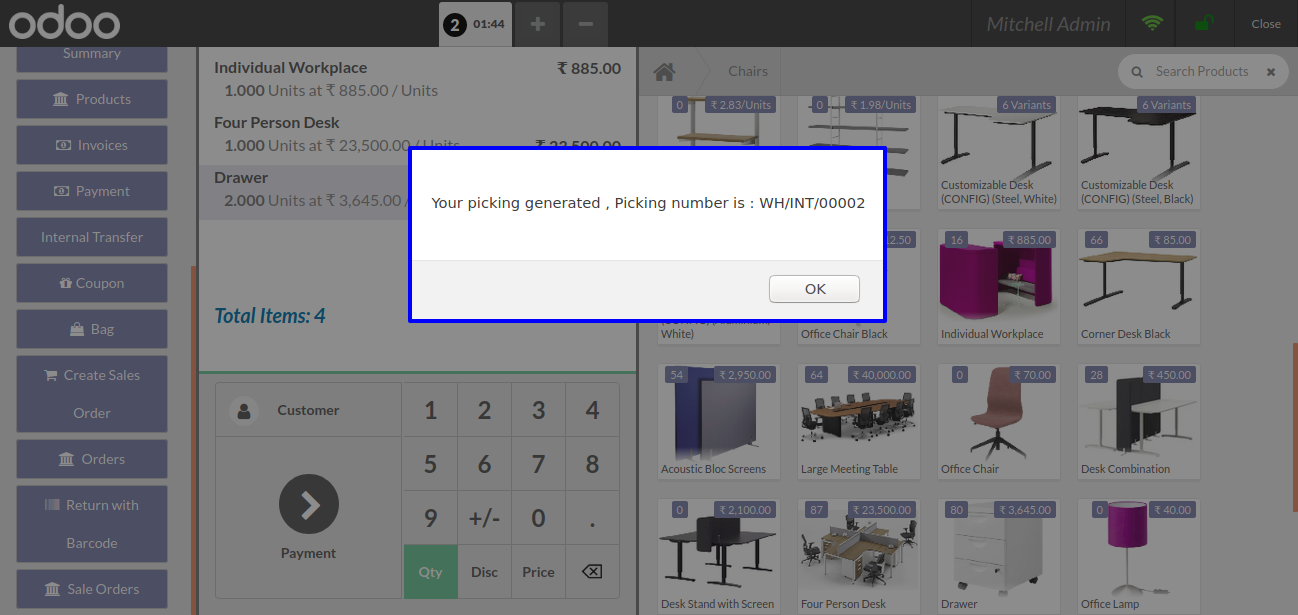 odoo
2 01:44
+
−
Mitchell Admin
Close
Summary
Products
Invoices
Payment
Internal Transfer
Coupon
Bag
Create Sales
Order
Orders
Return with
Barcode
Sale Orders
Individual Workplace ₹ 885.00
1.000 Units at ₹ 885.00 / Units
Four Person Desk
1.000 Units at ₹ 23,500.00 / Units ₹ 23,500.00
Drawer
2.000 Units at ₹ 3,645.00 /
Total Items: 4
Customer
Payment
1 2 3 4
5 6 7 8
9 +/- 0 .
Qty Disc Price
Chairs
Search Products
0 ₹ 2.83/Units
0 ₹ 1.98/Units
6 Variants
6 Variants
Customizable Desk
(CONFIG) (Steel, White)
Customizable Desk
(CONFIG) (Steel, Black)
Your picking generated , Picking number is : WH/INT/00002
OK
2.50
16 ₹ 885.00
66 ₹ 85.00
White)
Office Chair Black
Individual Workplace
Corner Desk Black
54 ₹ 2,950.00
64 ₹ 40,000.00
0 ₹ 70.00
28 ₹ 450.00
Acoustic Bloc Screens
Large Meeting Table
Office Chair
Desk Combination
0 ₹ 2,100.00
87 ₹ 23,500.00
80 ₹ 3,645.00
0 ₹ 40.00
Desk Stand with Screen
Four Person Desk
Drawer
Office Lamp